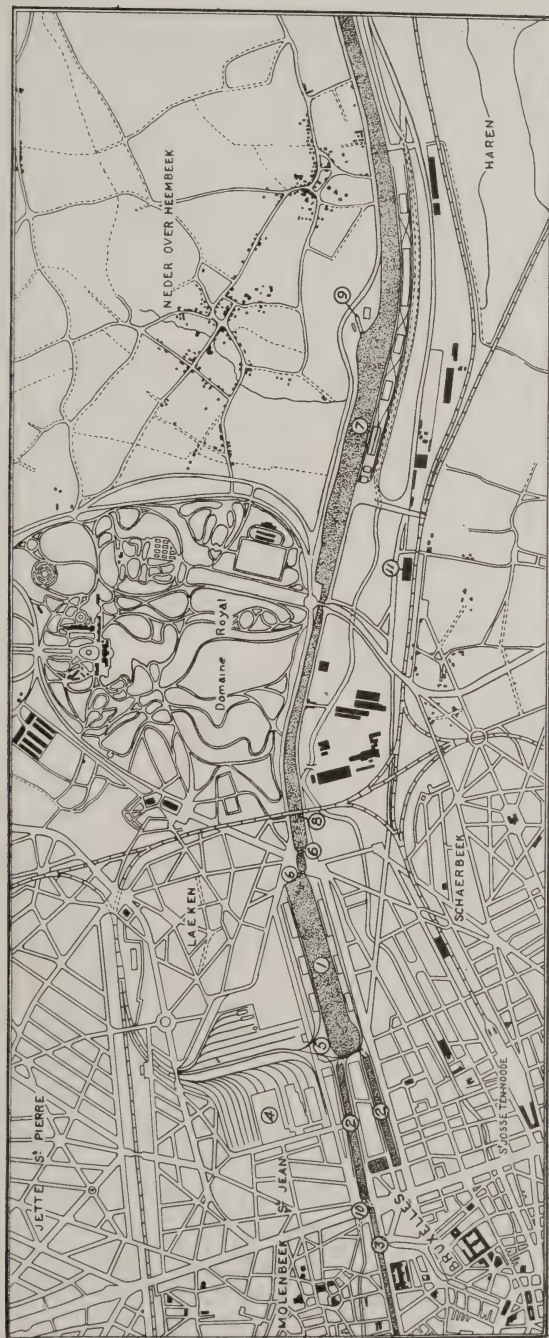 JETTE St PIERRE
NEDER OVER HEEMBEEK
LAEKEN
Domaine Royal
4
MOLENBEEK St JEAN
6
6
8
5
1
9
2
7
10
3
2
11
BRUXELLES
SCHAERBEEK
HAREN
St JOSSE TEN NOODE